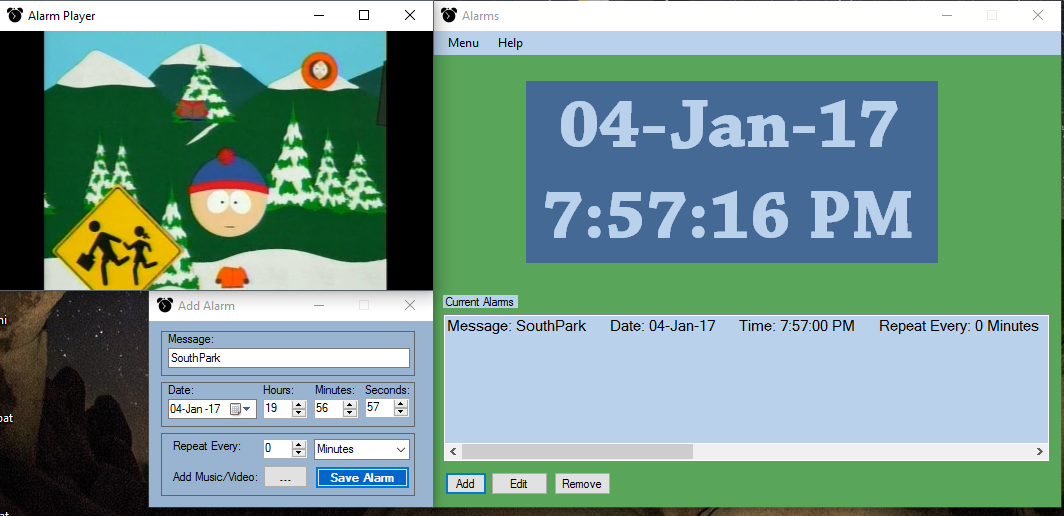 Alarm Player
Alarms
Menu Help
04-Jan-17
7:57:16 PM
Current Alarms
Message: SouthPark Date: 04-Jan-17 Time: 7:57:00 PM Repeat Every: 0 Minutes
Add Edit Remove
Add Alarm
Message:
SouthPark
Date: Hours: Minutes: Seconds:
04-Jan -17 19 56 57
Repeat Every: 0 Minutes
Add Music/Video: ... Save Alarm